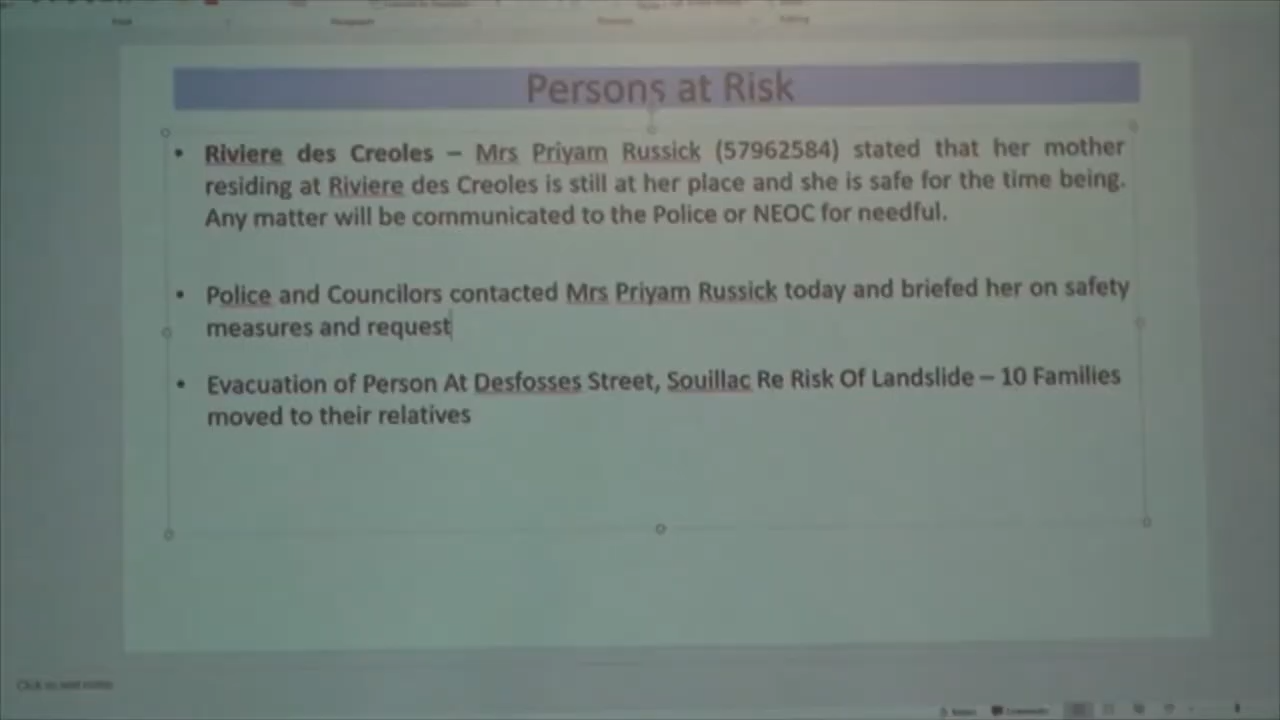 Persons at Risk
• Riviere des Creoles – Mrs Priyam Russick (57962584) stated that her mother
residing at Riviere des Creoles is still at her place and she is safe for the time being.
Any matter will be communicated to the Police or NEOC for needful.
• Police and Councilors contacted Mrs Priyam Russick today and briefed her on safety
measures and request
• Evacuation of Person At Desfosses Street, Souillac Re Risk Of Landslide – 10 Families
moved to their relatives
Click to add notes